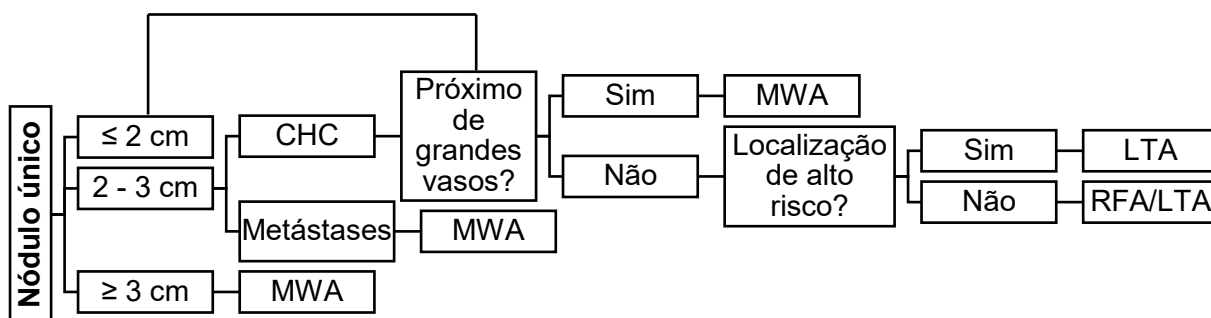 Nódulo único
≤ 2 cm
2 - 3 cm
≥ 3 cm
CHC
Metástases
MWA
Próximo
de
grandes
vasos?
MWA
Sim
Não
MWA
Localização
de alto
risco?
Sim
Não
LTA
RFA/LTA